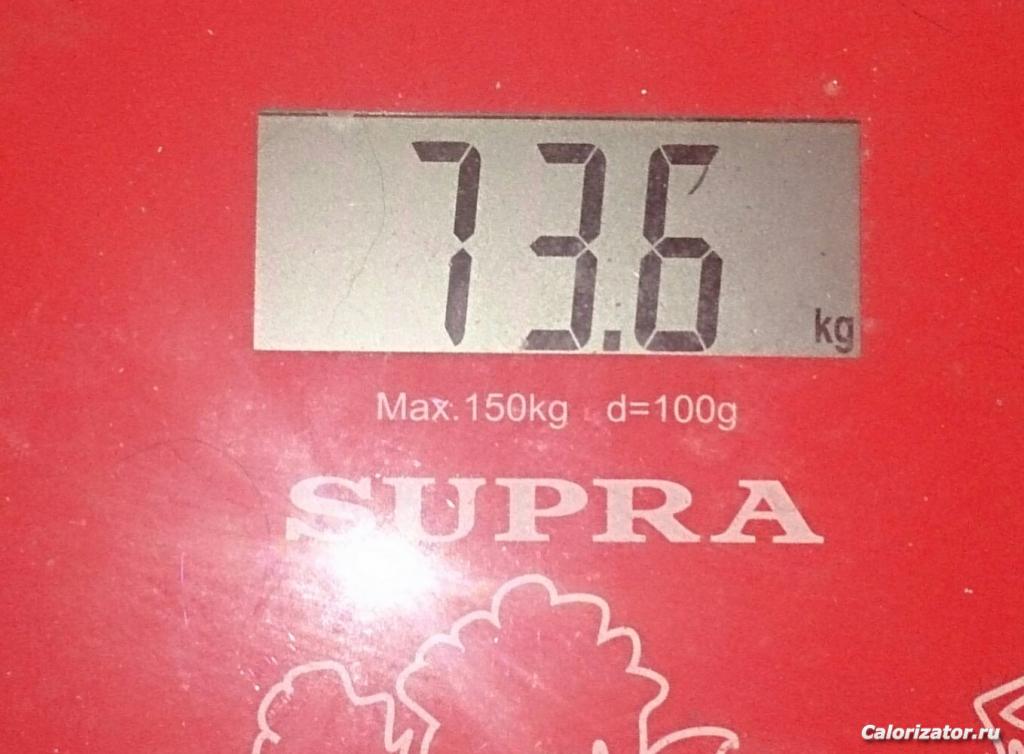 73.6 kg
Max.150kg d=100g
SUPRA
Calorizator.ru